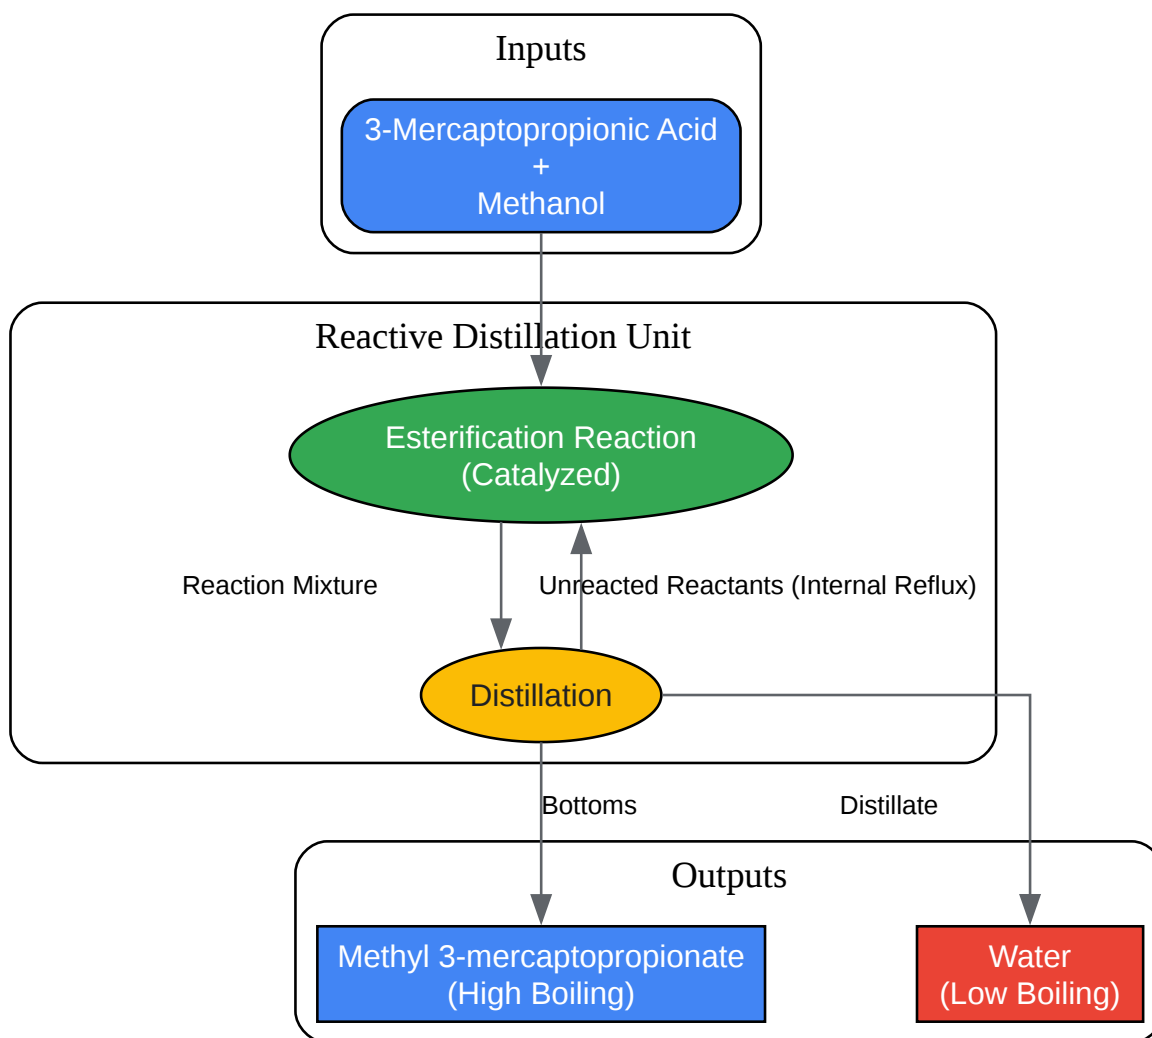 Inputs
3-Mercaptopropionic Acid
+
Methanol
Reactive Distillation Unit
Esterification Reaction
(Catalyzed)
Reaction Mixture
Unreacted Reactants (Internal Reflux)
Distillation
Bottoms
Distillate
Outputs
Methyl 3-mercaptopropionate
(High Boiling)
Water
(Low Boiling)